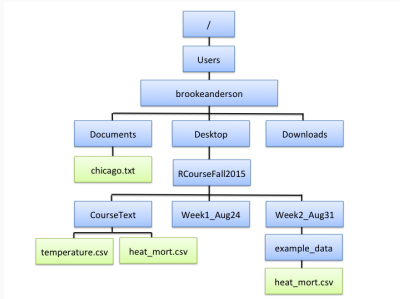 /
Users
brookeanderson
Documents
Desktop
Downloads
chicago.txt
RCourseFall2015
CourseText
Week1_Aug24
Week2_Aug31
temperature.csv
heat_mort.csv
example_data
heat_mort.csv